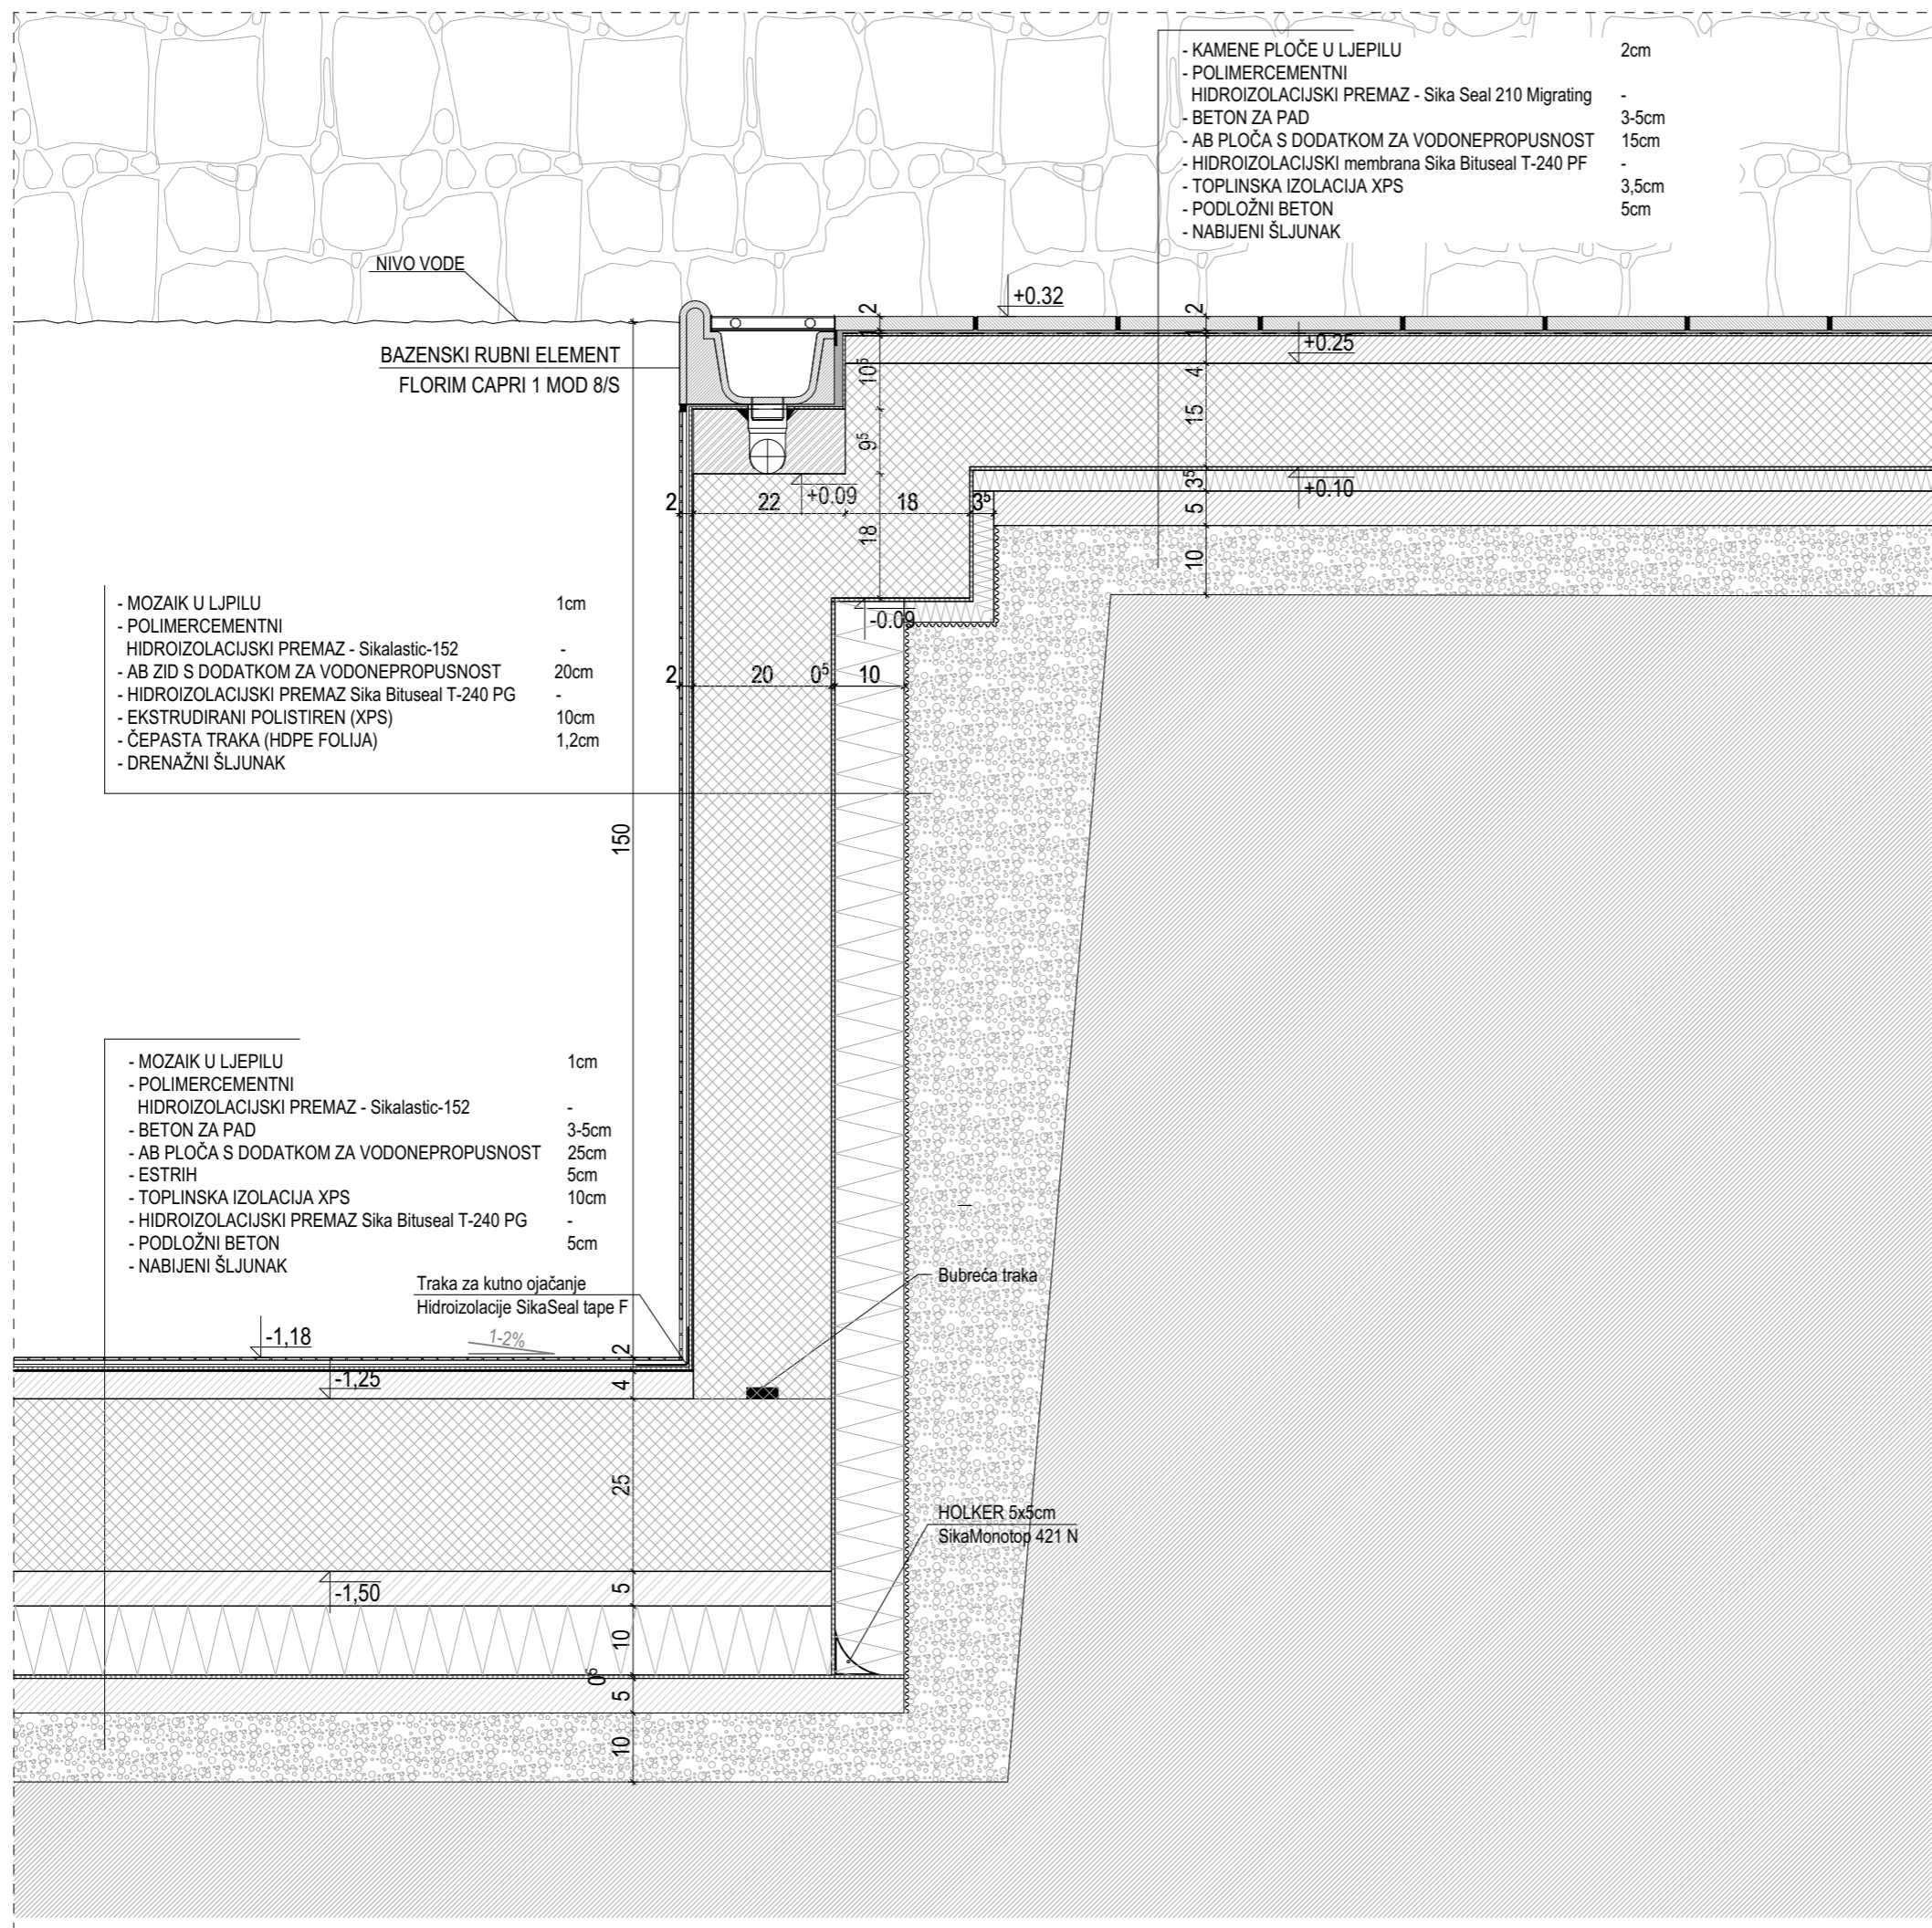 - KAMENE PLOČE U LJEPILU 2cm
- POLIMERCEMENTNI
HIDROIZOLACIJSKI PREMAZ - Sika Seal 210 Migrating -
- BETON ZA PAD 3-5cm
- AB PLOČA S DODATKOM ZA VODONEPROPUSNOST 15cm
- HIDROIZOLACIJSKI membrana Sika Bituseal T-240 PF -
- TOPLINSKA IZOLACIJA XPS 3,5cm
- PODLOŽNI BETON 5cm
- NABIJENI ŠLJUNAK
NIVO VODE
+0.32
2
1
2
1
BAZENSKI RUBNI ELEMENT
FLORIM CAPRI 1 MOD 8/S
10⁵
+0.25
4
15
9⁵
3⁵
+0.10
+0.09
2 22 18 3⁵
5
18
10
-0.09
- MOZAIK U LJPILU 1cm
- POLIMERCEMENTNI
HIDROIZOLACIJSKI PREMAZ - Sikalastic-152 -
- AB ZID S DODATKOM ZA VODONEPROPUSNOST 20cm
- HIDROIZOLACIJSKI PREMAZ Sika Bituseal T-240 PG -
- EKSTRUDIRANI POLISTIREN (XPS) 10cm
- ČEPASTA TRAKA (HDPE FOLIJA) 1,2cm
- DRENAŽNI ŠLJUNAK
2 20 0⁵ 10
150
- MOZAIK U LJEPILU 1cm
- POLIMERCEMENTNI
HIDROIZOLACIJSKI PREMAZ - Sikalastic-152 -
- BETON ZA PAD 3-5cm
- AB PLOČA S DODATKOM ZA VODONEPROPUSNOST 25cm
- ESTRIH 5cm
- TOPLINSKA IZOLACIJA XPS 10cm
- HIDROIZOLACIJSKI PREMAZ Sika Bituseal T-240 PG -
- PODLOŽNI BETON 5cm
- NABIJENI ŠLJUNAK
Traka za kutno ojačanje
Hidroizolacije SikaSeal tape F
Bubreća traka
-1,18
1-2%
2
-1,25
4
25
HOLKER 5x5cm
SikaMonotop 421 N
-1,50
5
10
0⁵
5
10